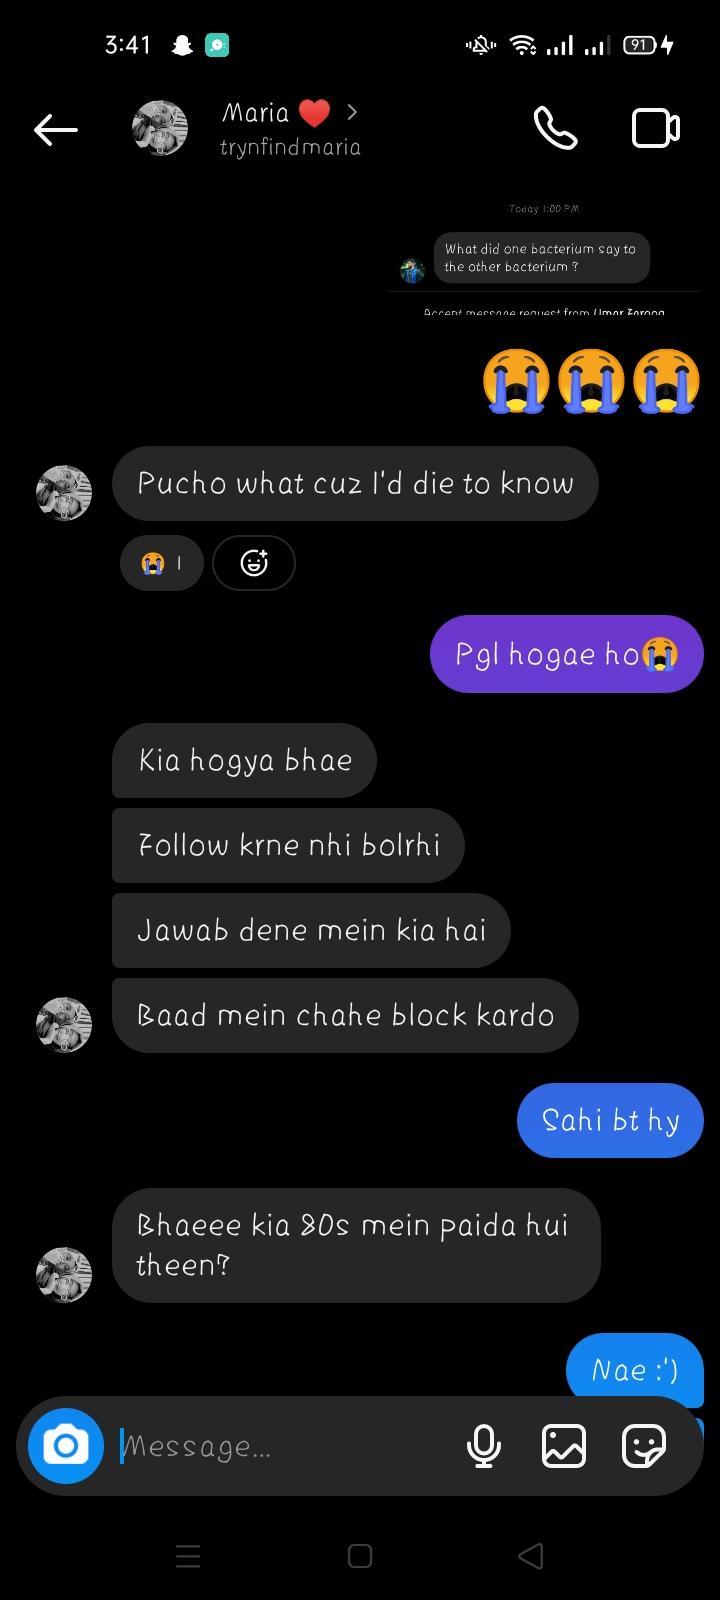 3:41
91
Maria ❤️ >
trynfindmaria
Today 1:00 PM
What did one bacterium say to
the other bacterium ?
Accept message request from Umar Farooq
😭😭😭
Pucho what cuz I'd die to know
😭 1
Pgl hogae ho😭
Kia hogya bhae
Follow krne nhi bolrhi
Jawab dene mein kia hai
Baad mein chahe block kardo
Sahi bt hy
Bhaeee kia 80s mein paida hui
theen?
Nae :')
Message...